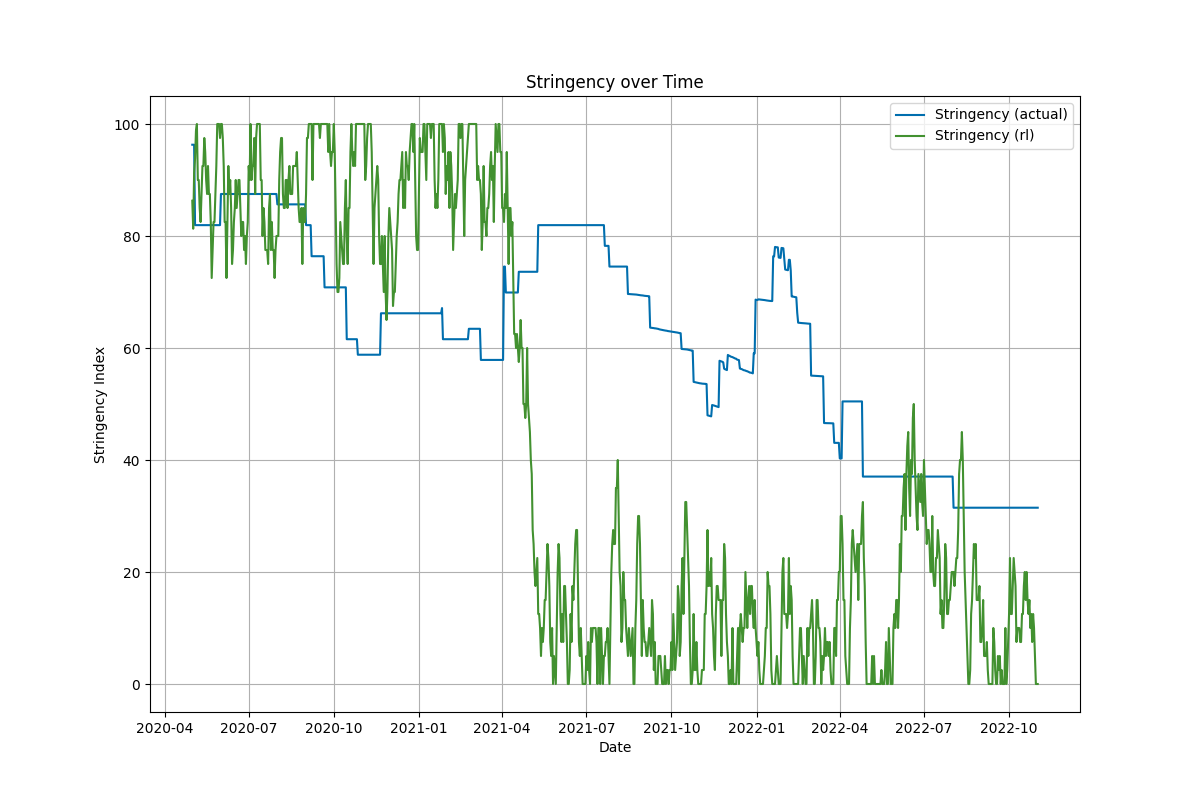 Stringency over Time
Stringency (actual)
Stringency (rl)
Stringency Index
100
80
60
40
20
0
2020-04 2020-07 2020-10 2021-01 2021-04 2021-07 2021-10 2022-01 2022-04 2022-07 2022-10
Date